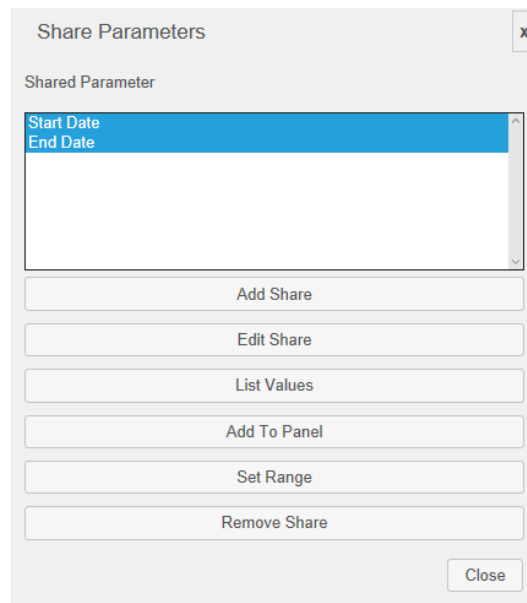 Share Parameters
x
Shared Parameter
Start Date
End Date
Add Share
Edit Share
List Values
Add To Panel
Set Range
Remove Share
Close